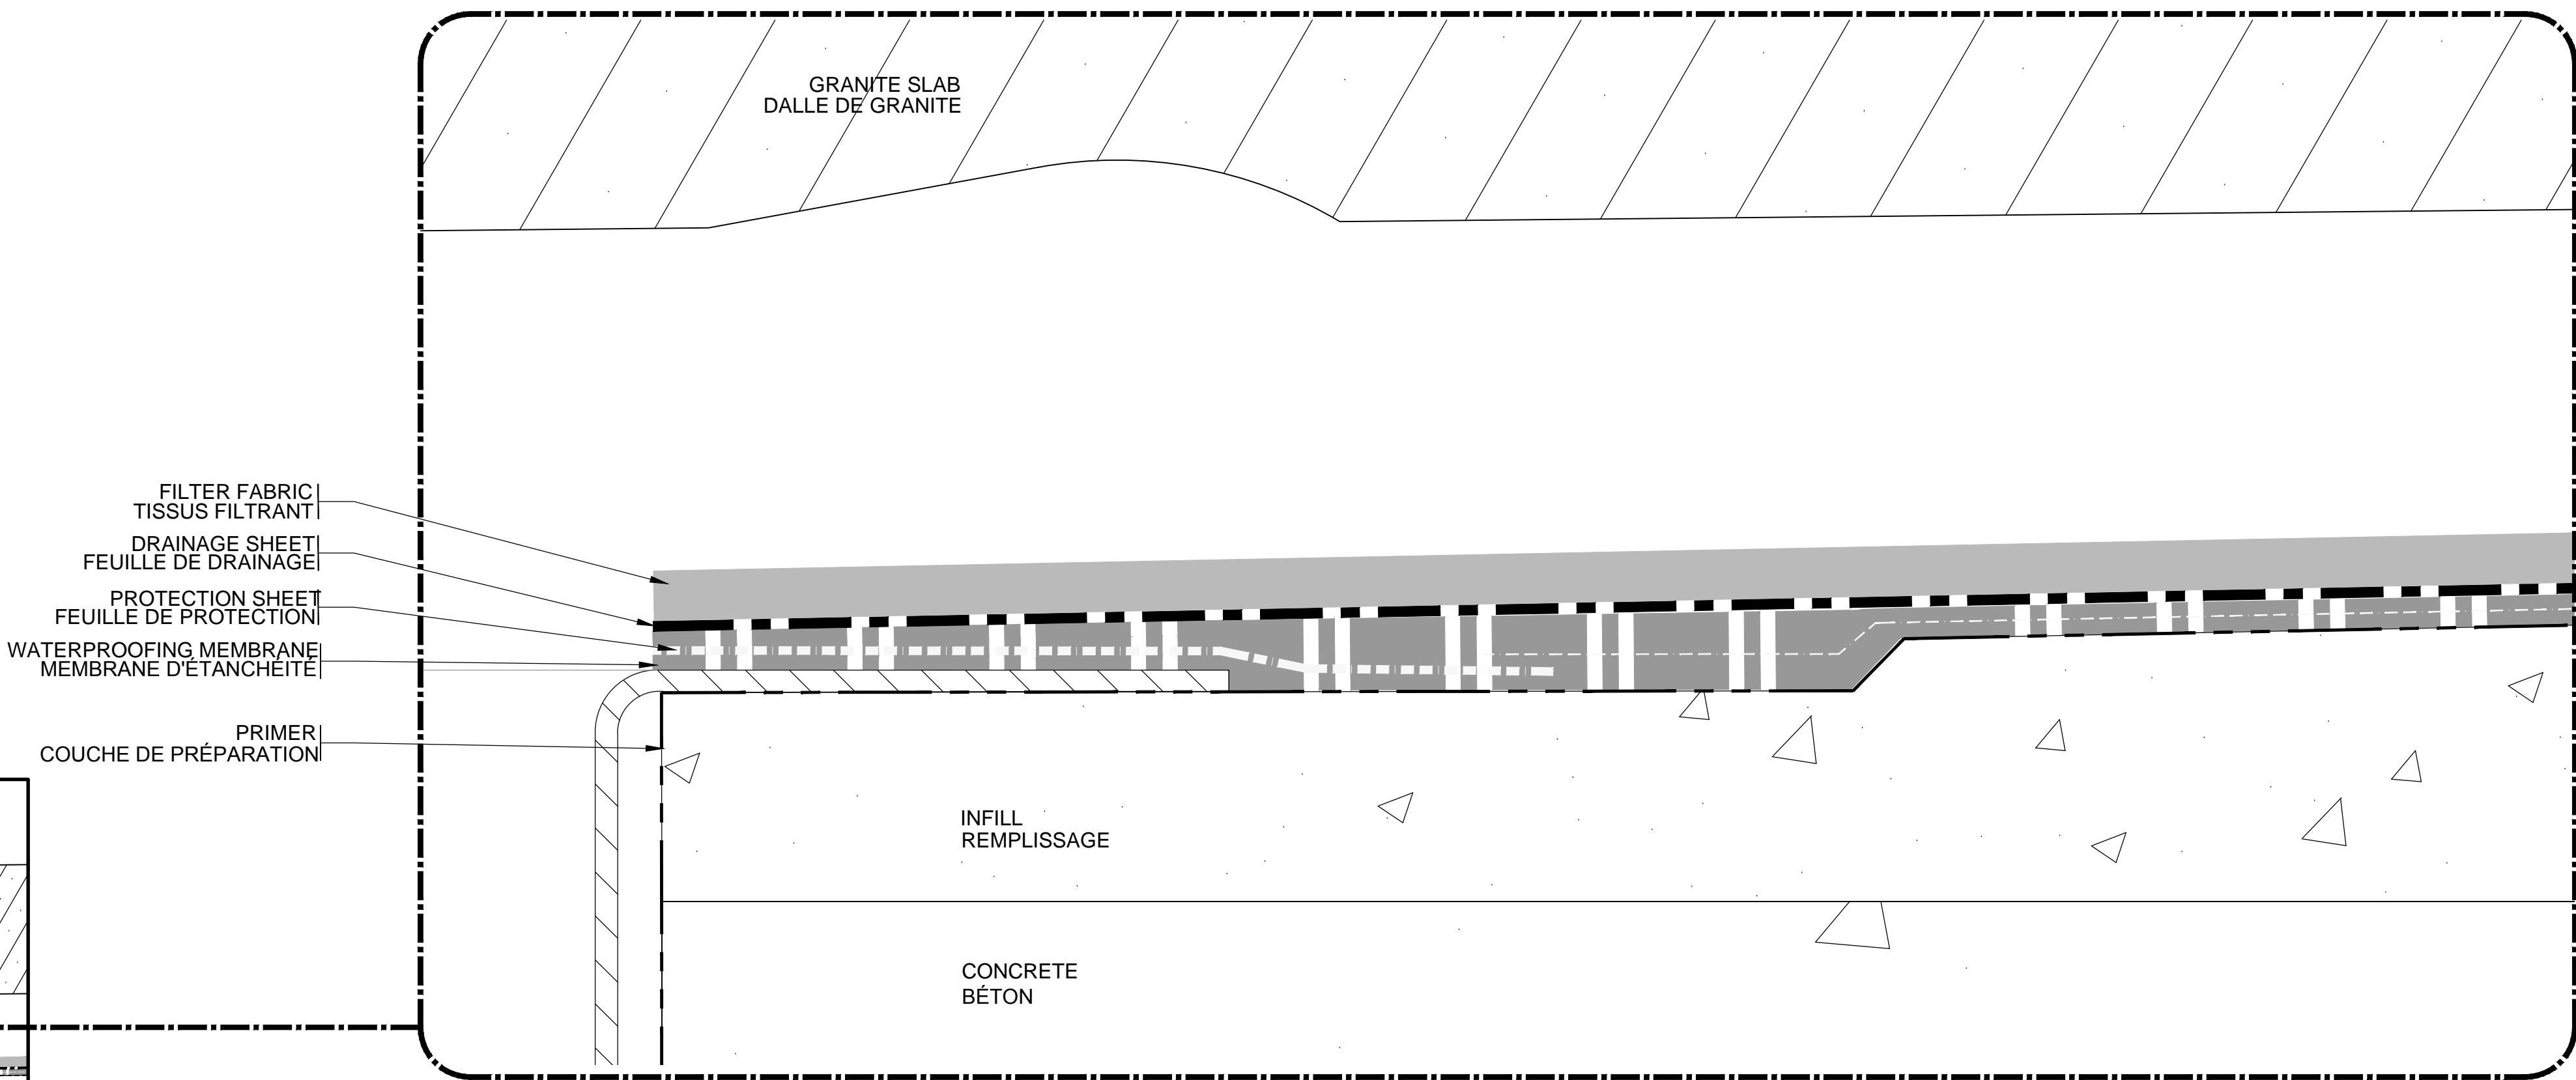 GRANITE SLAB
DALLE DE GRANITE
FILTER FABRIC
TISSUS FILTRANT
DRAINAGE SHEET
FEUILLE DE DRAINAGE
PROTECTION SHEET
FEUILLE DE PROTECTION
WATERPROOFING MEMBRANE
MEMBRANE D'ÉTANCHÉITÉ
PRIMER
COUCHE DE PRÉPARATION
INFILL
REMPLISSAGE
CONCRETE
BÉTON